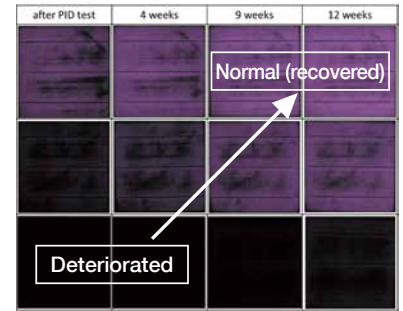 after PID test 4 weeks 9 weeks 12 weeks
Normal (recovered)
Deteriorated